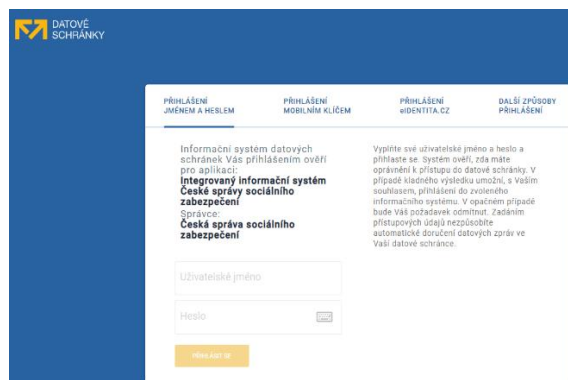 DATOVÉ
SCHRÁNKY
PŘIHLÁŠENÍ
JMÉNEM A HESLEM
PŘIHLÁŠENÍ
MOBILNÍM KLÍČEM
PŘIHLÁŠENÍ
eIDENTITA.CZ
DALŠÍ ZPŮSOBY
PŘIHLÁŠENÍ
Informační systém datových
schránek Vás přihlášením ověří
pro aplikaci:
Integrovaný informační systém
České správy sociálního
zabezpečení
Správce:
Česká správa sociálního
zabezpečení
Vyplňte své uživatelské jméno a heslo a
přihlaste se. Systém ověří, zda máte
oprávnění k přístupu do datové schránky. V
případě kladného výsledku umožní, s Vaším
souhlasem, přihlášení do zvoleného
informačního systému. V opačném případě
bude Váš požadavek odmítnut. Zadáním
přístupových údajů nezpůsobíte
automatické doručení datových zpráv ve
Vaší datové schránce.
Uživatelské jméno
Heslo
PŘIHLÁSIT SE